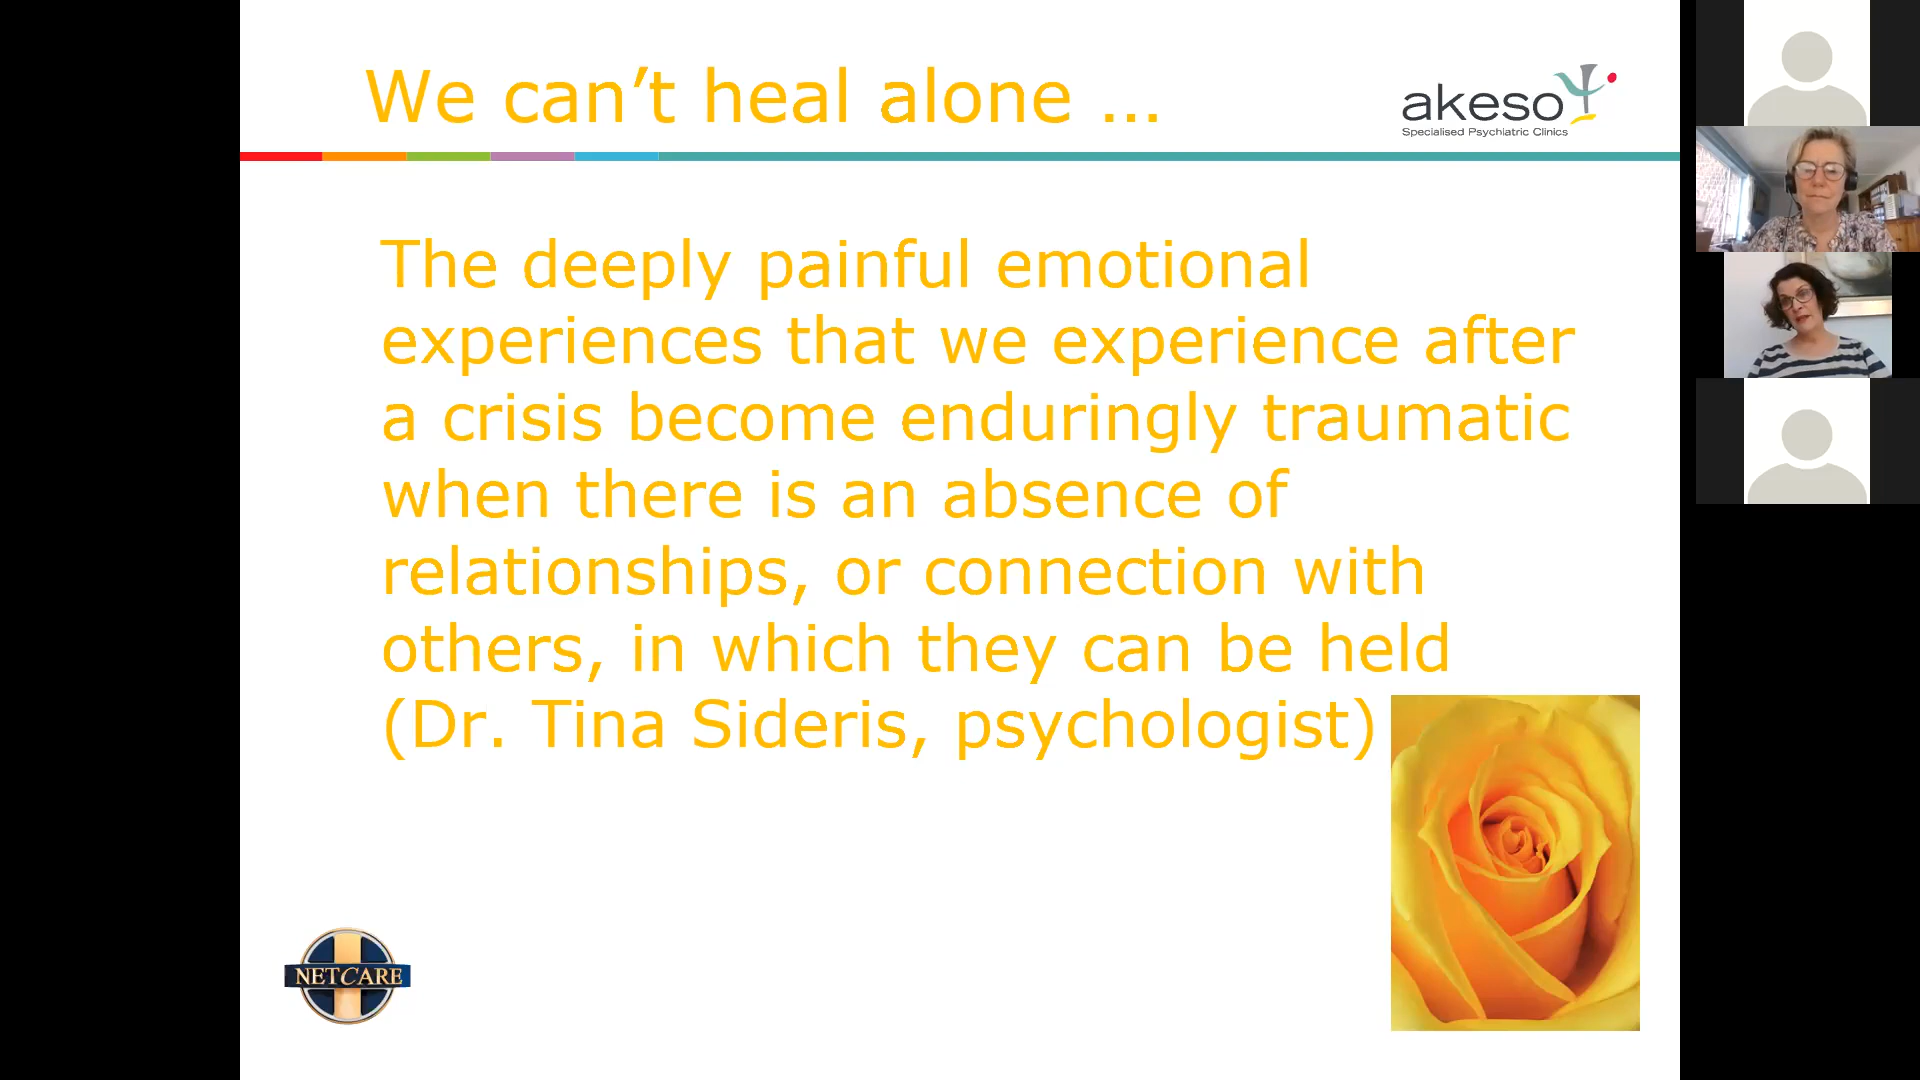 We can’t heal alone ...
akeso
Specialised Psychiatric Clinics
The deeply painful emotional
experiences that we experience after
a crisis become enduringly traumatic
when there is an absence of
relationships, or connection with
others, in which they can be held
(Dr. Tina Sideris, psychologist)
NETCARE